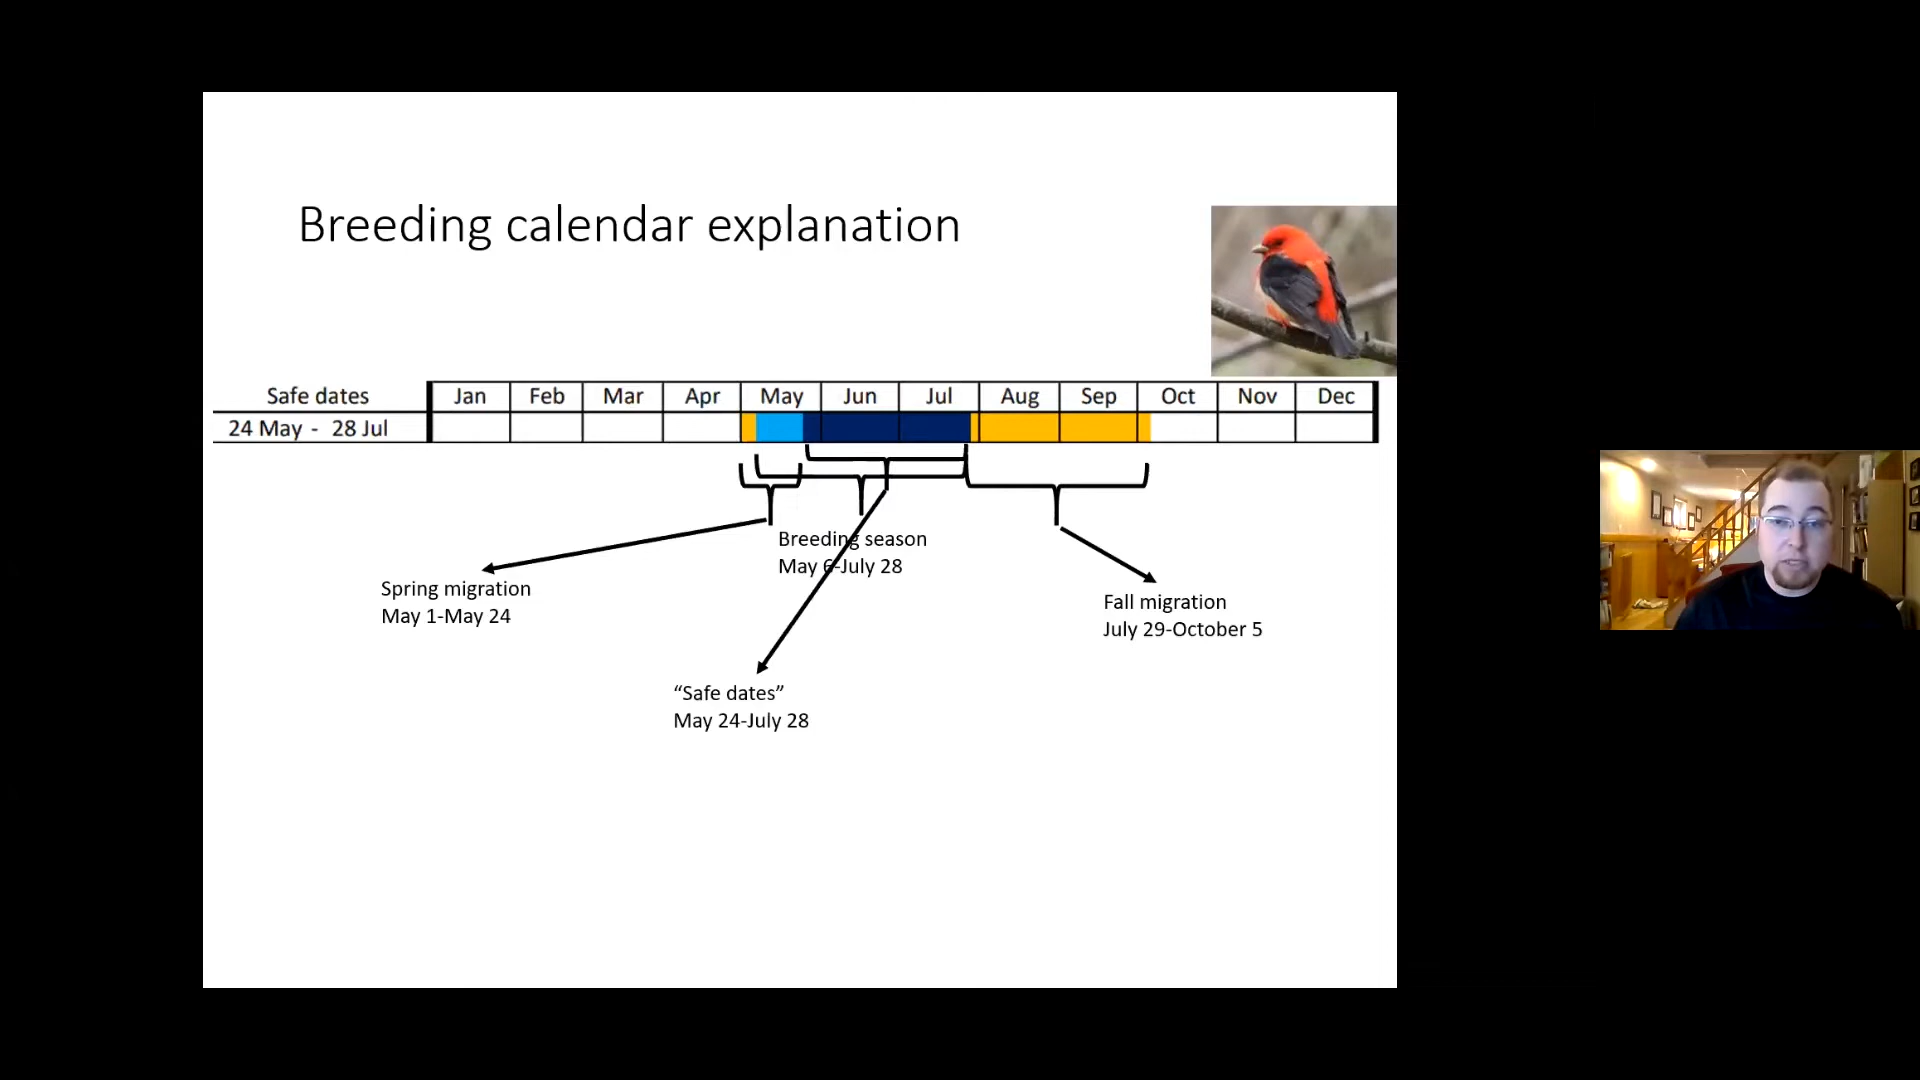 Breeding calendar explanation
Safe dates Jan Feb Mar Apr May Jun Jul Aug Sep Oct Nov Dec
24 May - 28 Jul
Breeding season
May 6-July 28
Spring migration
May 1-May 24
Fall migration
July 29-October 5
“Safe dates”
May 24-July 28